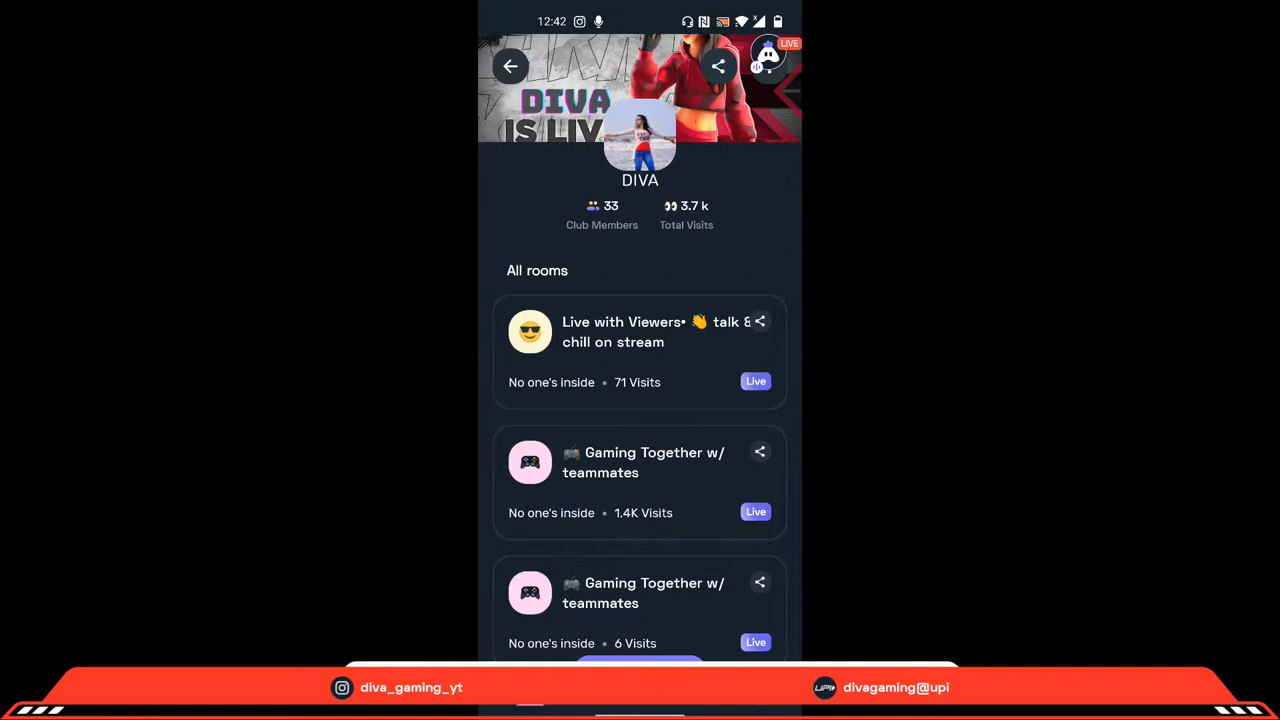 12:42
LIVE
DIVA
IS LIV
DIVA
33
3.7 k
Club Members
Total Visits
All rooms
Live with Viewers• 👋 talk &
chill on stream
No one's inside • 71 Visits
Live
🎮 Gaming Together w/
teammates
No one's inside • 1.4K Visits
Live
🎮 Gaming Together w/
teammates
No one's inside • 6 Visits
Live
diva_gaming_yt
UPI
divagaming@upi